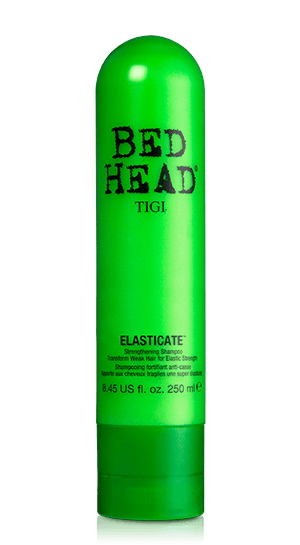 BED
HEAD®
TIGI
ELASTICATE™
Strengthening Shampoo
Transform Weak Hair for Elastic Strength
Shampooing fortifiant anti-casse
Apporte aux cheveux fragiles une super élasticité
8.45 US fl. oz. 250 ml ℮